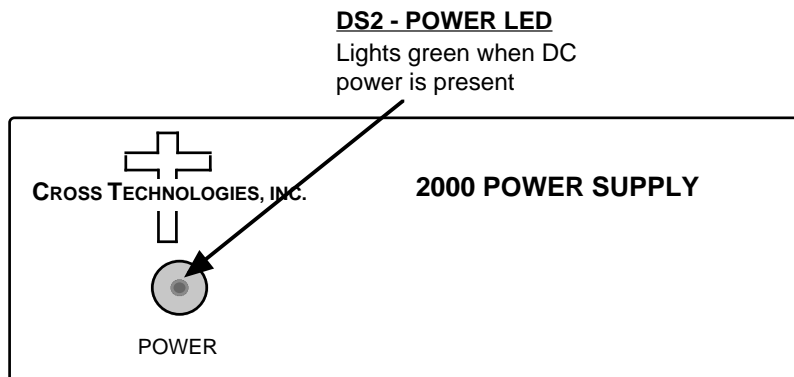 DS2 - POWER LED
Lights green when DC
power is present
CROSS TECHNOLOGIES, INC.
2000 POWER SUPPLY
POWER